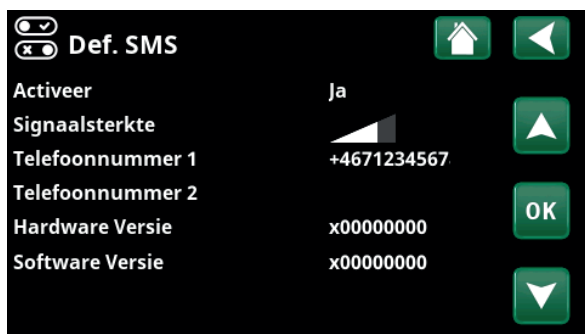 Def. SMS
Activeer Ja
Signaalsterkte
Telefoonnummer 1 +4671234567
Telefoonnummer 2
Hardware Versie x00000000
OK
Software Versie x00000000